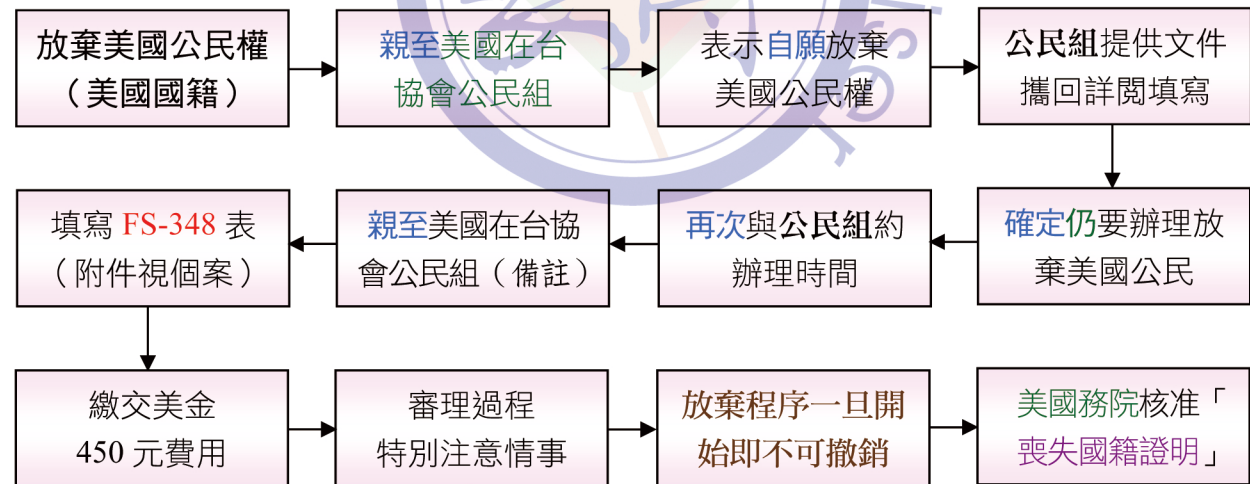 放棄美國公民權
（美國國籍）
親至美國在台
協會公民組
表示自願放棄
美國公民權
公民組提供文件
攜回詳閱填寫
確定仍要辦理放
棄美國公民
再次與公民組約
辦理時間
親至美國在台協
會公民組（備註）
填寫 FS-348 表
（附件視個案）
繳交美金
450 元費用
審理過程
特別注意情事
放棄程序一旦開
始即不可撤銷
美國務院核准「
喪失國籍證明」